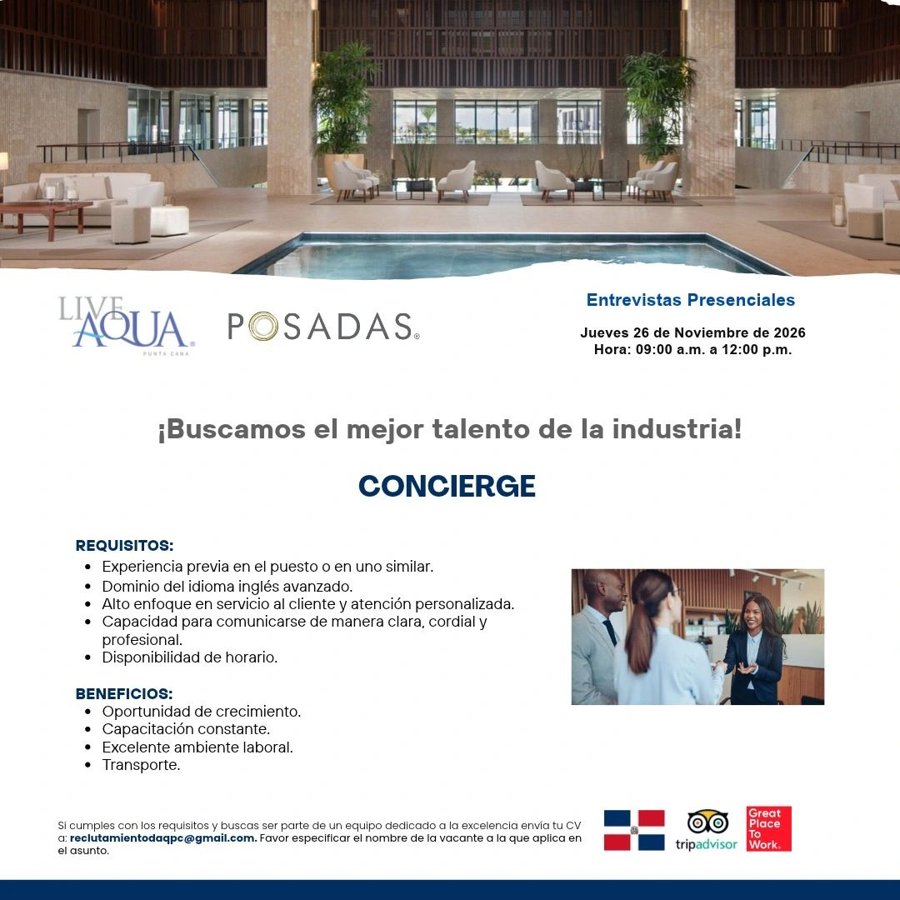 LIVE
AQUA®
PUNTA CANA
POSADAS®
Entrevistas Presenciales
Jueves 26 de Noviembre de 2026
Hora: 09:00 a.m. a 12:00 p.m.
¡Buscamos el mejor talento de la industria!
CONCIERGE
REQUISITOS:
• Experiencia previa en el puesto o en uno similar.
• Dominio del idioma inglés avanzado.
• Alto enfoque en servicio al cliente y atención personalizada.
• Capacidad para comunicarse de manera clara, cordial y
profesional.
• Disponibilidad de horario.
BENEFICIOS:
• Oportunidad de crecimiento.
• Capacitación constante.
• Excelente ambiente laboral.
• Transporte.
Si cumples con los requisitos y buscas ser parte de un equipo dedicado a la excelencia envía tu CV
a: reclutamientodaqpc@gmail.com. Favor especificar el nombre de la vacante a la que aplica en
el asunto.
tripadvisor
Great
Place
To
Work®